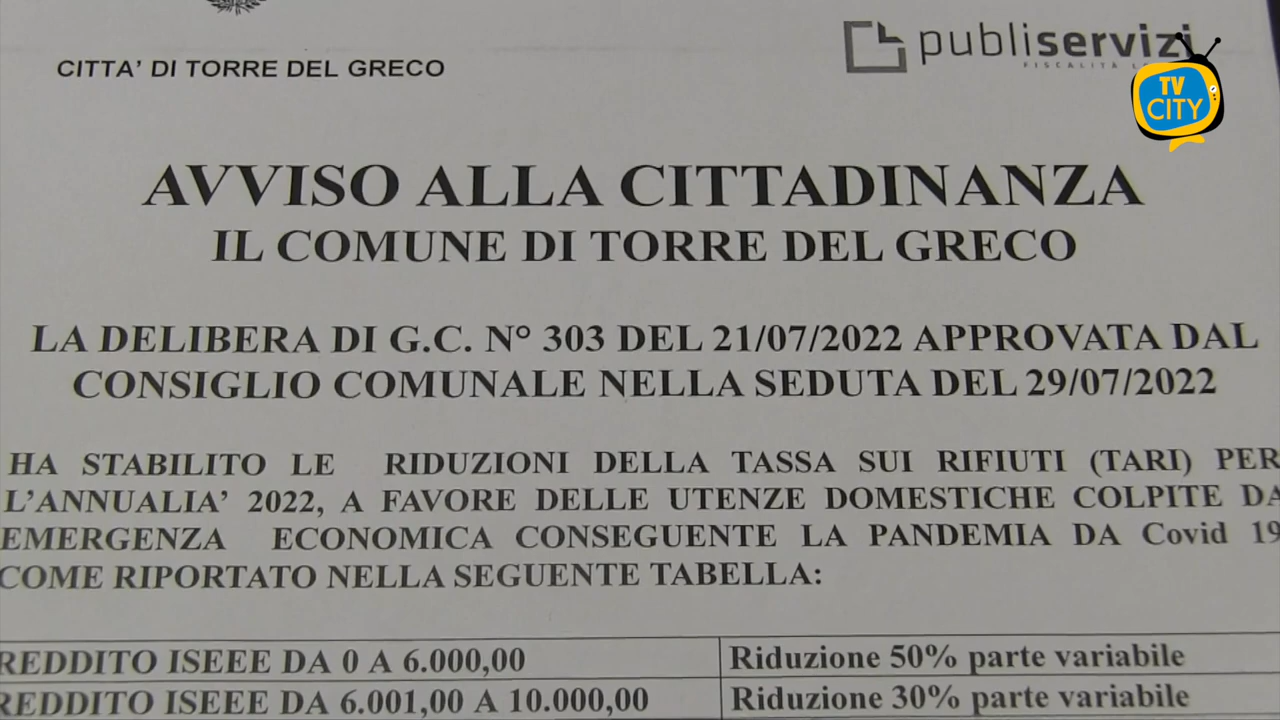 CITTA' DI TORRE DEL GRECO
publiservizi
FISCALITÀ
TV
CITY
AVVISO ALLA CITTADINANZA
IL COMUNE DI TORRE DEL GRECO
LA DELIBERA DI G.C. N° 303 DEL 21/07/2022 APPROVATA DAL
CONSIGLIO COMUNALE NELLA SEDUTA DEL 29/07/2022
HA STABILITO LE RIDUZIONI DELLA TASSA SUI RIFIUTI (TARI) PER
L'ANNUALIA' 2022, A FAVORE DELLE UTENZE DOMESTICHE COLPITE DA
EMERGENZA ECONOMICA CONSEGUENTE LA PANDEMIA DA Covid 19
COME RIPORTATO NELLA SEGUENTE TABELLA:
REDDITO ISEEE DA 0 A 6.000,00
Riduzione 50% parte variabile
REDDITO ISEEE DA 6.001,00 A 10.000,00
Riduzione 30% parte variabile